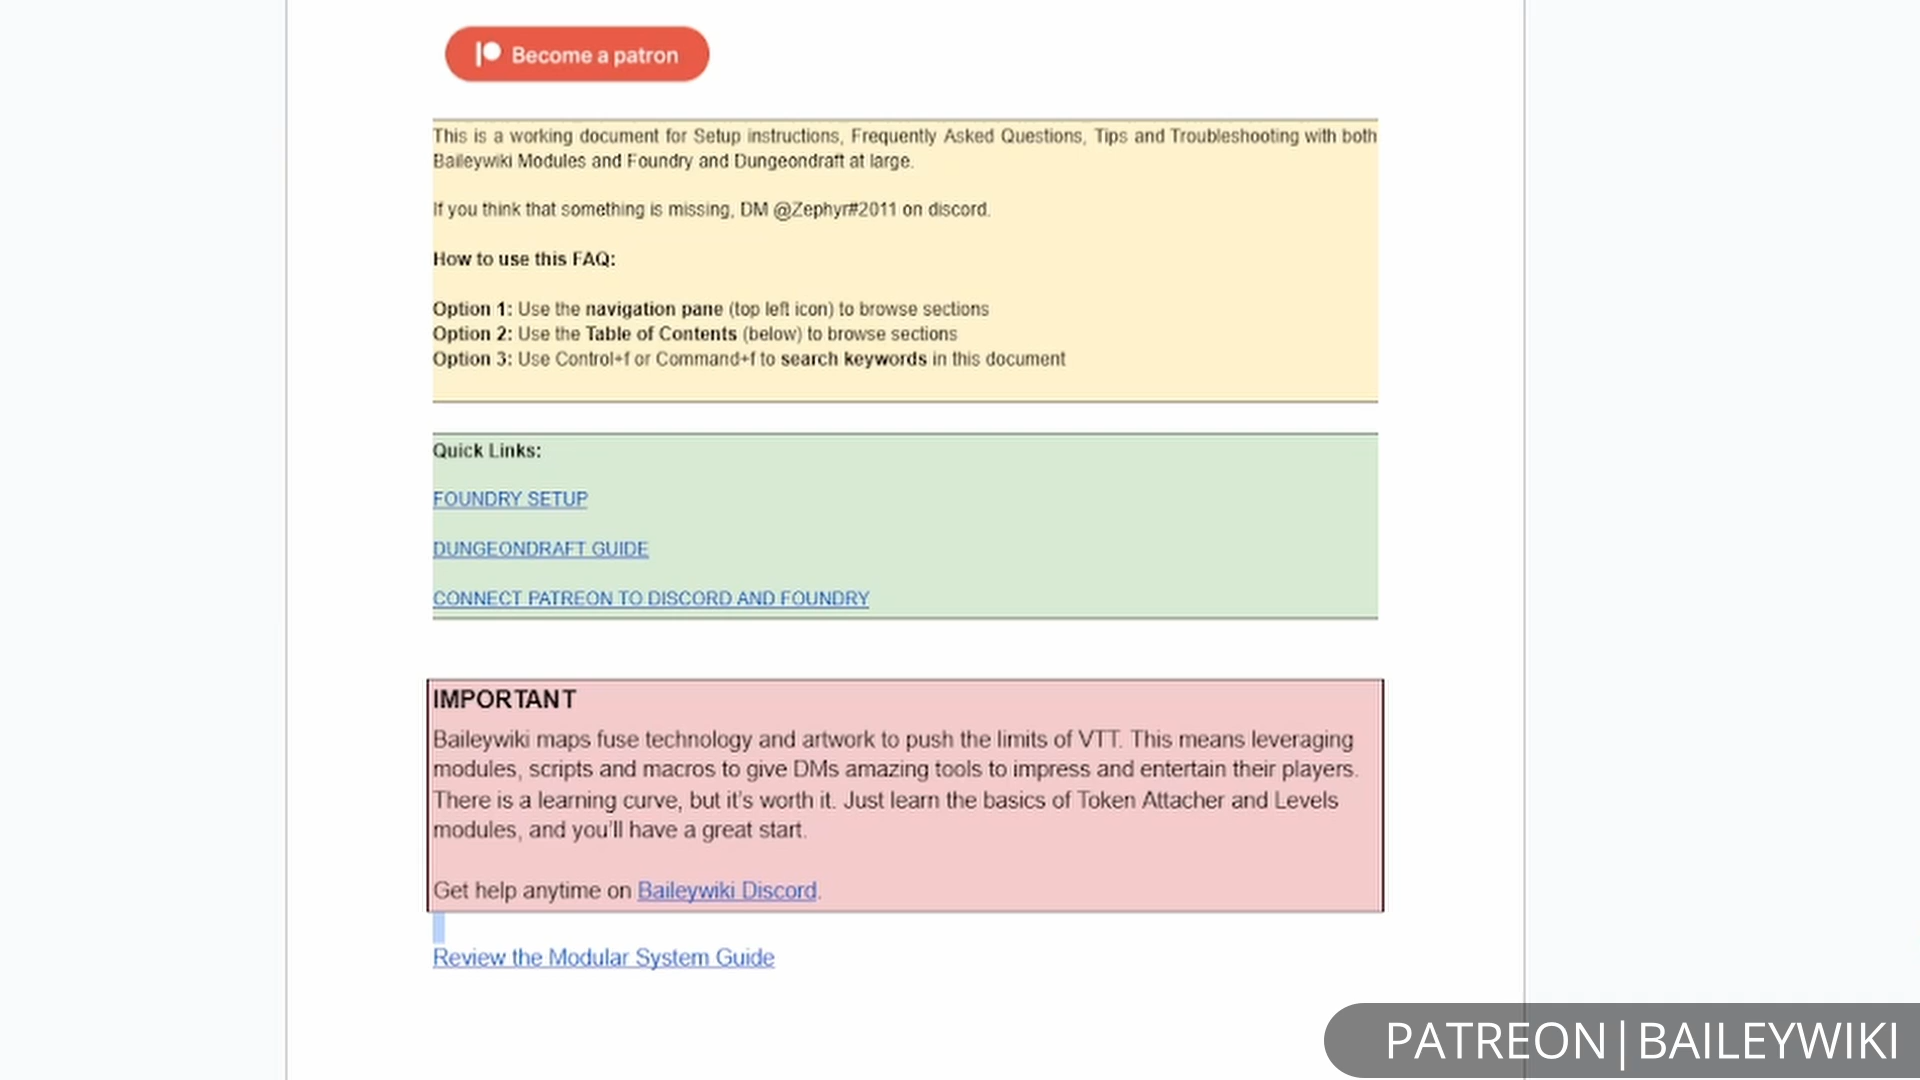 Become a patron
This is a working document for Setup instructions, Frequently Asked Questions, Tips and Troubleshooting with both
Baileywiki Modules and Foundry and Dungeondraft at large.
If you think that something is missing, DM @Zephyr#2011 on discord.
How to use this FAQ:
Option 1: Use the navigation pane (top left icon) to browse sections
Option 2: Use the Table of Contents (below) to browse sections
Option 3: Use Control+f or Command+f to search keywords in this document
Quick Links:
FOUNDRY SETUP
DUNGEONDRAFT GUIDE
CONNECT PATREON TO DISCORD AND FOUNDRY
IMPORTANT
Baileywiki maps fuse technology and artwork to push the limits of VTT. This means leveraging
modules, scripts and macros to give DMs amazing tools to impress and entertain their players.
There is a learning curve, but it's worth it. Just learn the basics of Token Attacher and Levels
modules, and you'll have a great start.
Get help anytime on Baileywiki Discord.
Review the Modular System Guide
PATREON|BAILEYWIKI